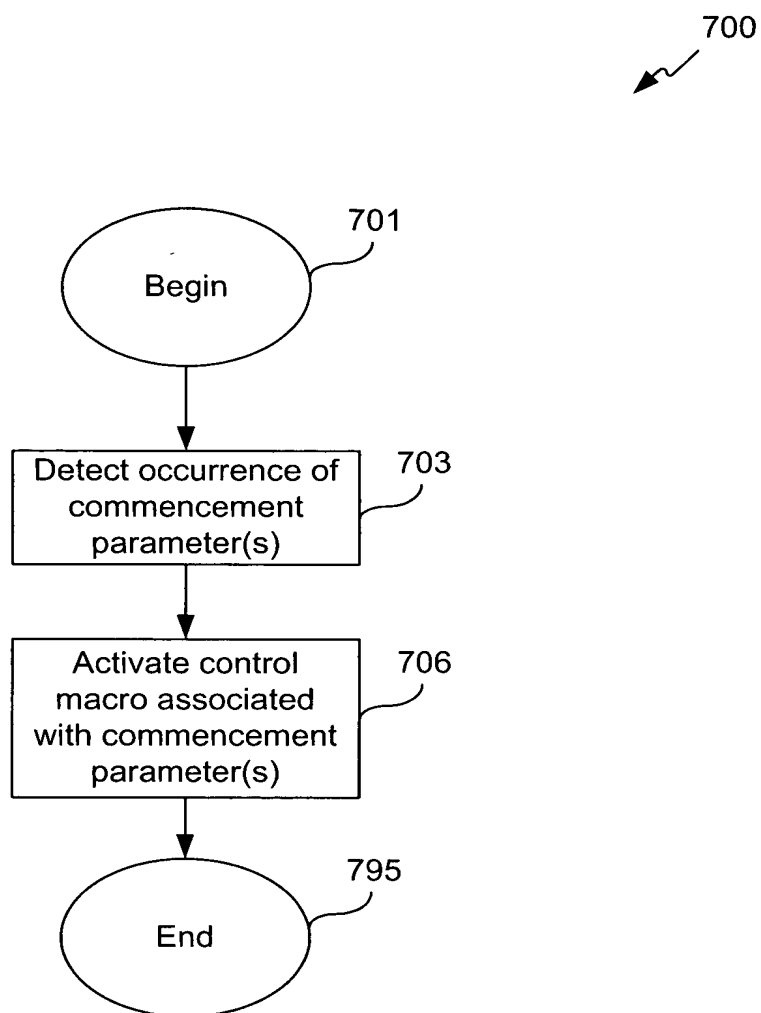 700
701
Begin
Detect occurrence of
commencement
parameter(s)
703
Activate control
macro associated
with commencement
parameter(s)
706
795
End